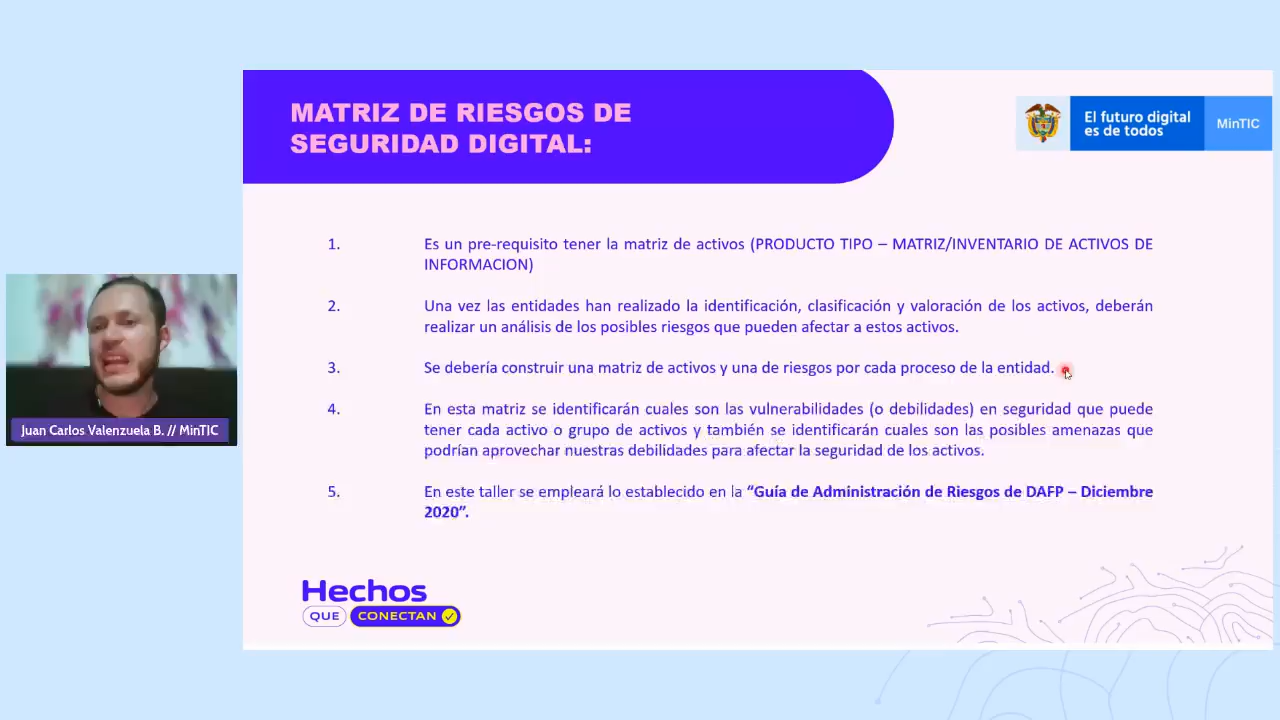 MATRIZ DE RIESGOS DE
SEGURIDAD DIGITAL:
El futuro digital
es de todos
MinTIC
1. Es un pre-requisito tener la matriz de activos (PRODUCTO TIPO – MATRIZ/INVENTARIO DE ACTIVOS DE
INFORMACION)
2. Una vez las entidades han realizado la identificación, clasificación y valoración de los activos, deberán
realizar un análisis de los posibles riesgos que pueden afectar a estos activos.
3. Se debería construir una matriz de activos y una de riesgos por cada proceso de la entidad.
4. En esta matriz se identificarán cuales son las vulnerabilidades (o debilidades) en seguridad que puede
tener cada activo o grupo de activos y también se identificarán cuales son las posibles amenazas que
podrían aprovechar nuestras debilidades para afectar la seguridad de los activos.
5. En este taller se empleará lo establecido en la “Guía de Administración de Riesgos de DAFP – Diciembre
2020”.
Juan Carlos Valenzuela B. // MinTIC
Hechos
QUE CONECTAN